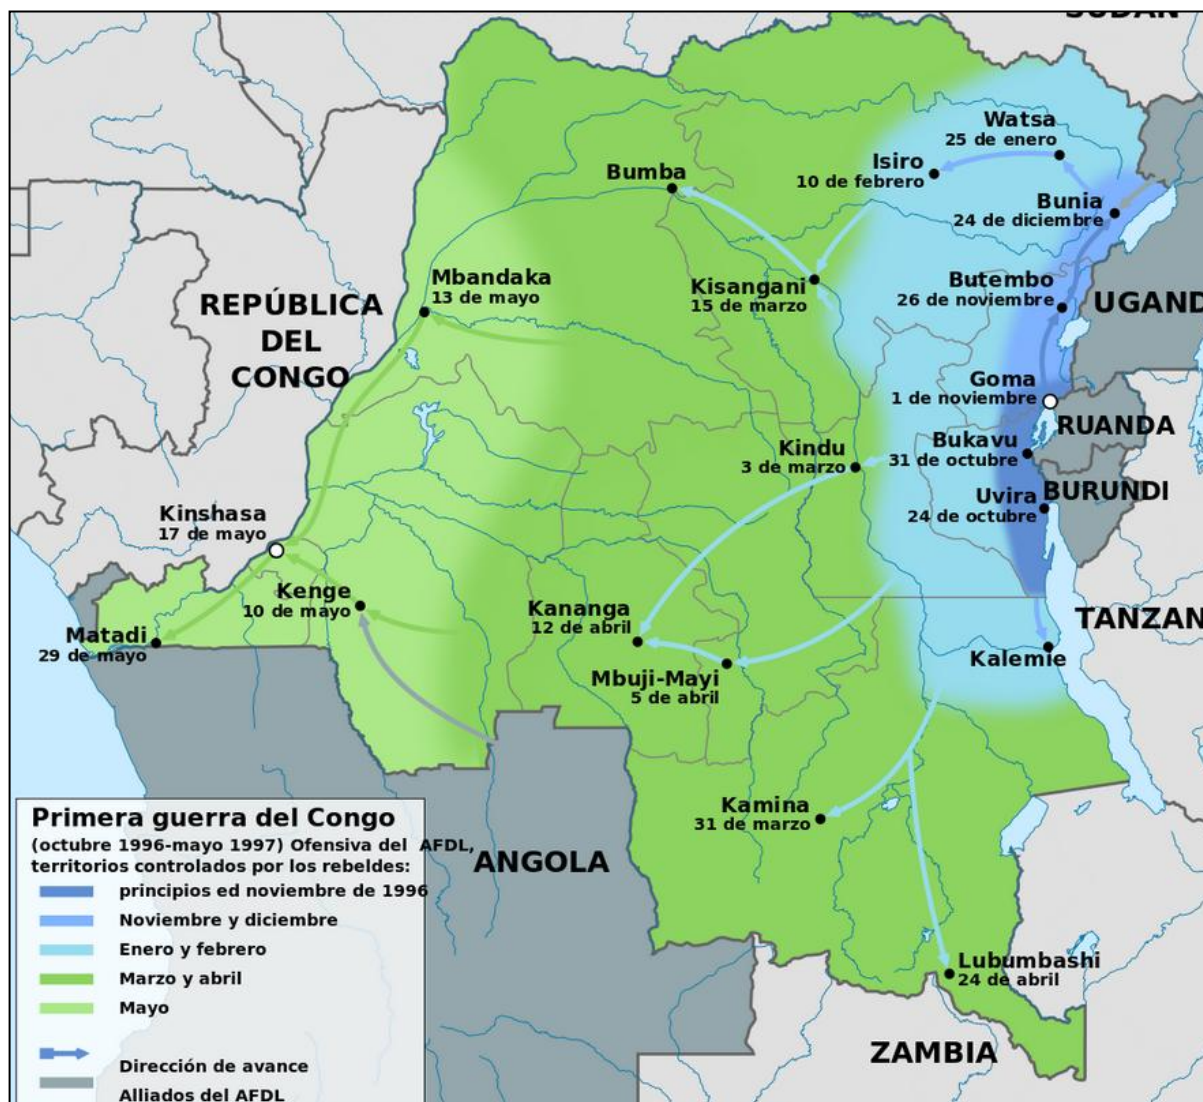 SUDÁN
Watsa
25 de enero
Isiro
10 de febrero
Bumba
Bunia
24 de diciembre
Mbandaka
13 de mayo
Kisangani
15 de marzo
Butembo
26 de noviembre
UGAND
REPÚBLICA
DEL
CONGO
Goma
1 de noviembre
RUANDA
Kindu
3 de marzo
Bukavu
31 de octubre
BURUNDI
Uvira
24 de octubre
Kinshasa
17 de mayo
Kenge
10 de mayo
Kananga
12 de abril
TANZAN
Matadi
29 de mayo
Kalemie
Mbuji-Mayi
5 de abril
Kamina
31 de marzo
ANGOLA
Lubumbashi
24 de abril
ZAMBIA
Primera guerra del Congo
(octubre 1996-mayo 1997) Ofensiva del AFDL,
territorios controlados por los rebeldes:
principios ed noviembre de 1996
Noviembre y diciembre
Enero y febrero
Marzo y abril
Mayo
Dirección de avance
Alliados del AFDL